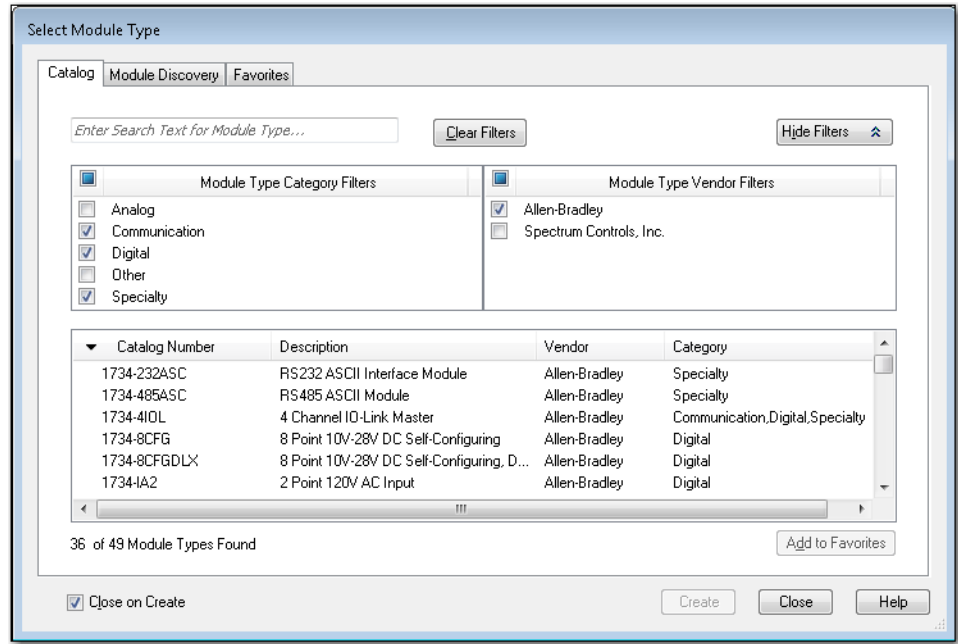 Select Module Type
Catalog Module Discovery Favorites
Enter Search Text for Module Type...
Clear Filters
Hide Filters
Module Type Category Filters
Module Type Vendor Filters
Analog
Communication
Digital
Other
Specialty
Allen-Bradley
Spectrum Controls, Inc.
Catalog Number Description Vendor Category
1734-232ASC RS232 ASCII Interface Module Allen-Bradley Specialty
1734-485ASC RS485 ASCII Module Allen-Bradley Specialty
1734-4IOL 4 Channel IO-Link Master Allen-Bradley Communication,Digital,Specialty
1734-8CFG 8 Point 10V-28V DC Self-Configuring Allen-Bradley Digital
1734-8CFGDLX 8 Point 10V-28V DC Self-Configuring, D... Allen-Bradley Digital
1734-IA2 2 Point 120V AC Input Allen-Bradley Digital
36 of 49 Module Types Found
Add to Favorites
Close on Create
Create Close Help